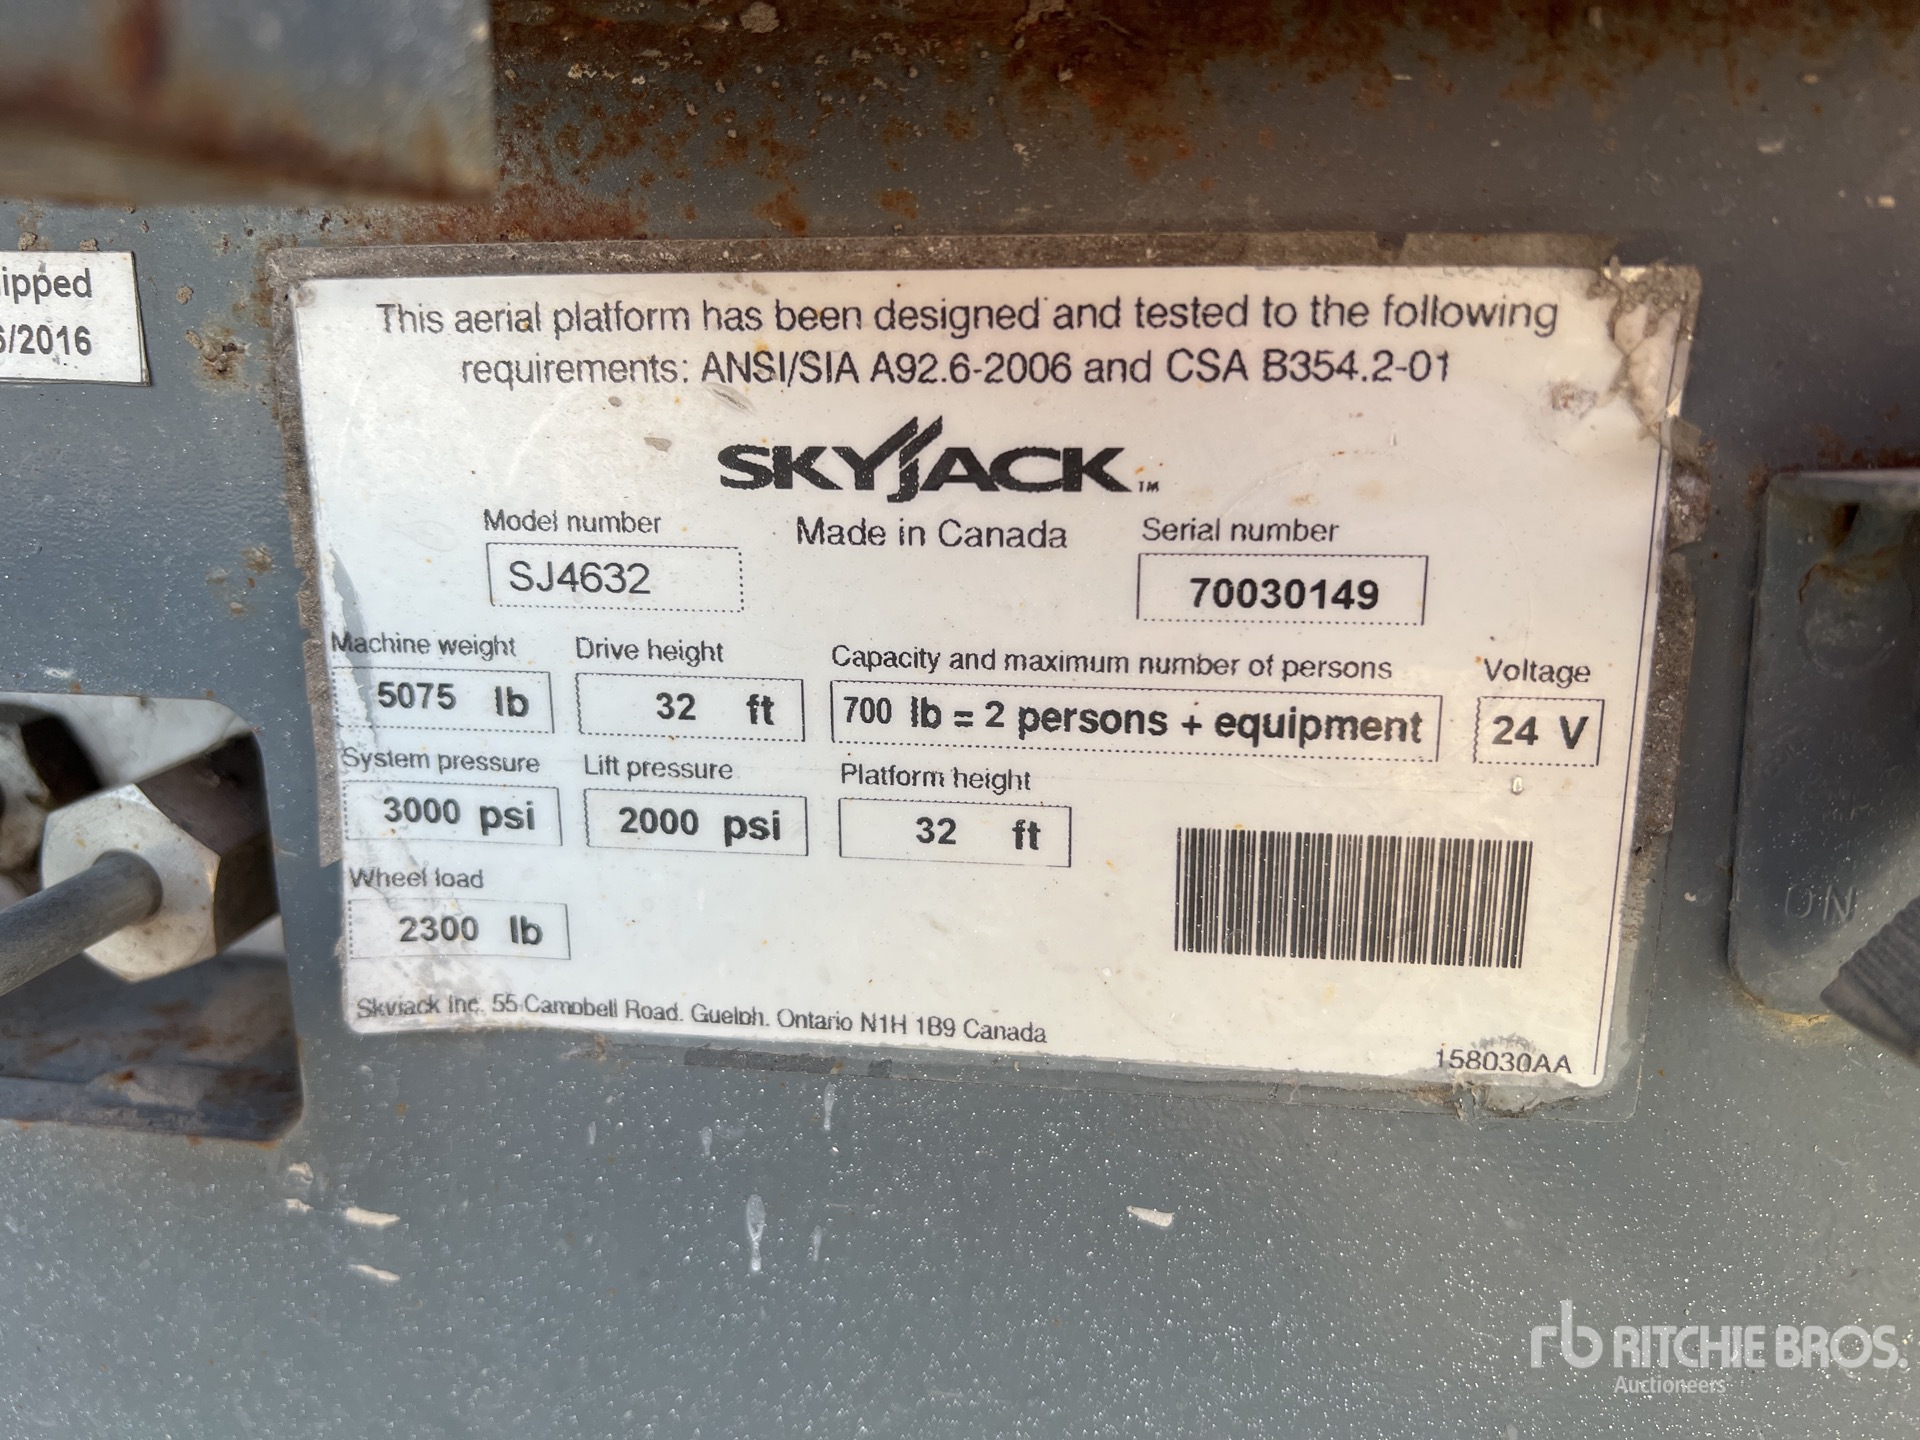 ipped
6/2016
This aerial platform has been designed and tested to the following
requirements: ANSI/SIA A92.6-2006 and CSA B354.2-01
SKYJACK™
Made in Canada
Model number
SJ4632
Serial number
70030149
Machine weight
5075 lb
Drive height
32 ft
Capacity and maximum number of persons
700 lb = 2 persons + equipment
Voltage
24 V
System pressure
3000 psi
Lift pressure
2000 psi
Platform height
32 ft
Wheel load
2300 lb
Skyjack Inc. 55 Campbell Road. Guelph. Ontario N1H 1B9 Canada
158030AA
ON
rb RITCHIE BROS.
Auctioneers